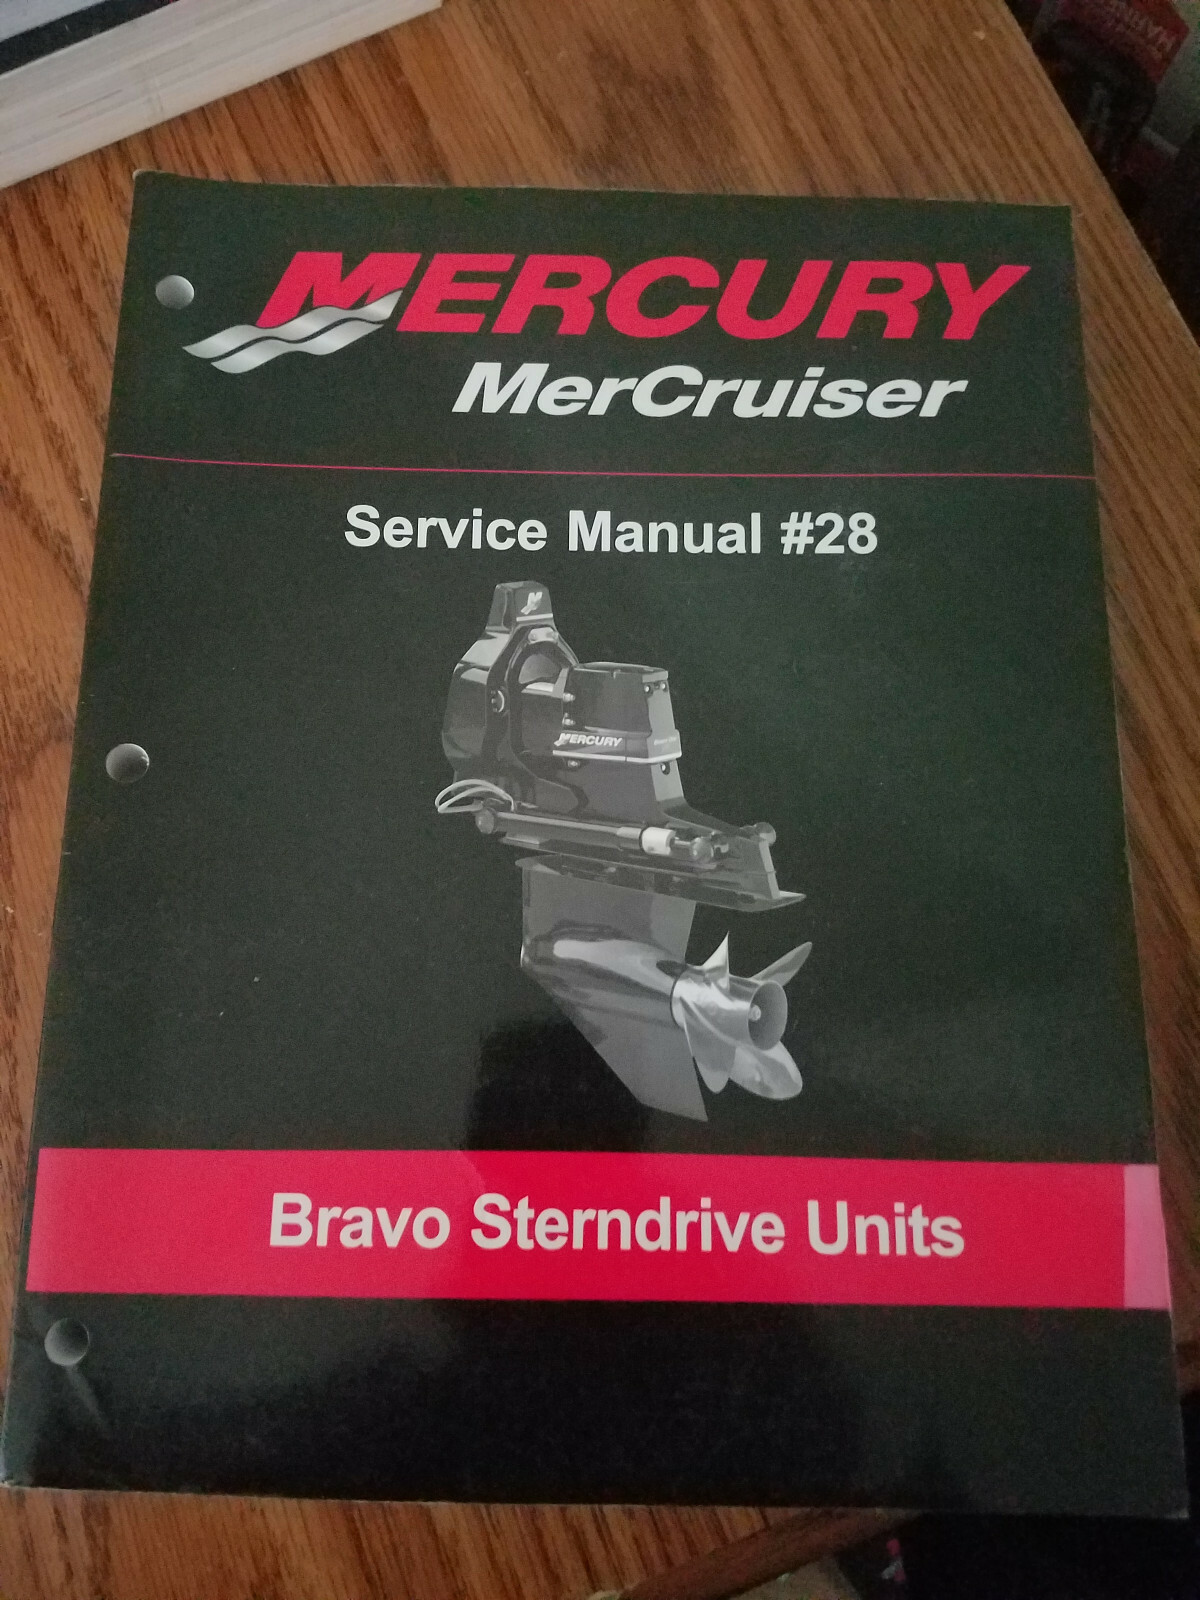 MERCURY
MerCruiser
Service Manual #28
MERCURY
Bravo Sterndrive Units